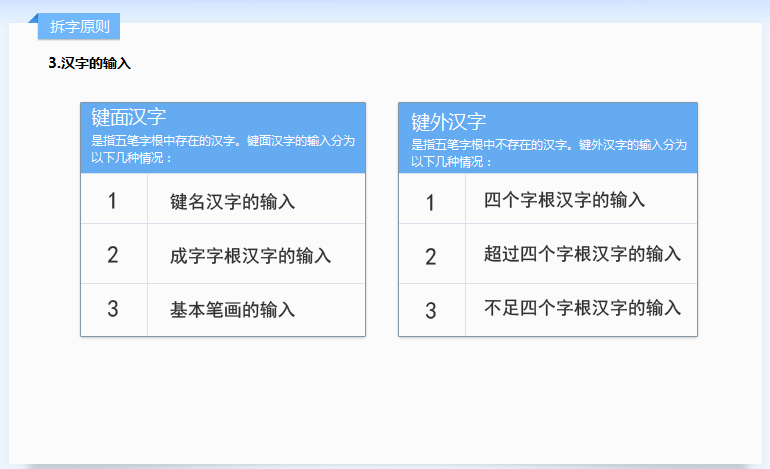 拆字原则
3.汉字的输入
键面汉字
是指五笔字根中存在的汉字。键面汉字的输入分为
以下几种情况：
1 键名汉字的输入
2 成字字根汉字的输入
3 基本笔画的输入
键外汉字
是指五笔字根中不存在的汉字。键外汉字的输入分为
以下几种情况；
1 四个字根汉字的输入
2 超过四个字根汉字的输入
3 不足四个字根汉字的输入